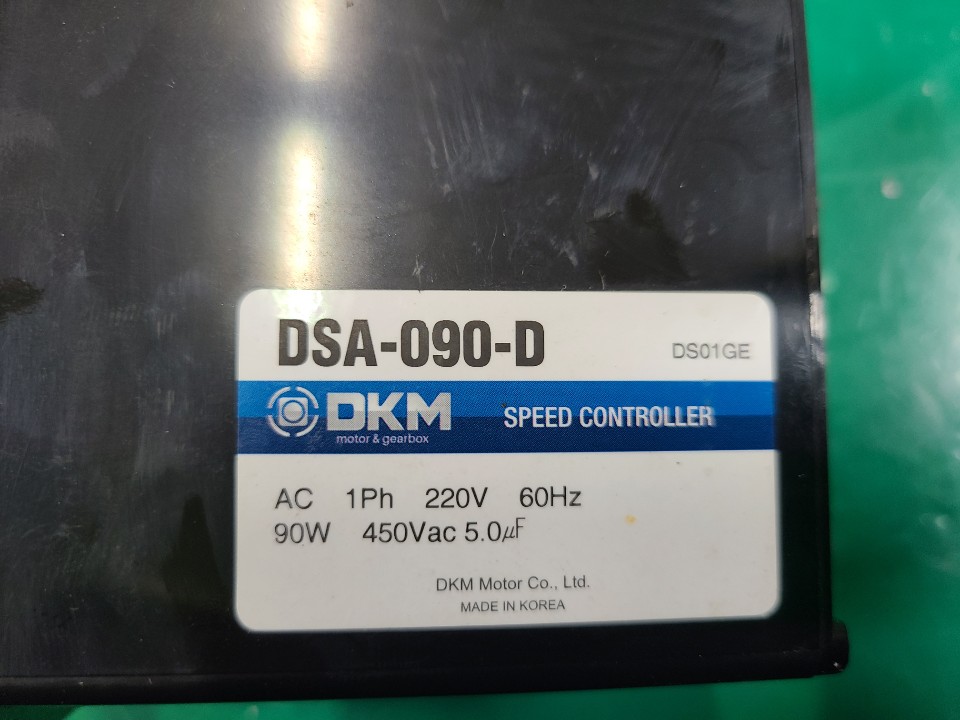 DSA-090-D DS01GE
DKM SPEED CONTROLLER
motor & gearbox
AC 1Ph 220V 60Hz
90W 450Vac 5.0μF
DKM Motor Co., Ltd.
MADE IN KOREA